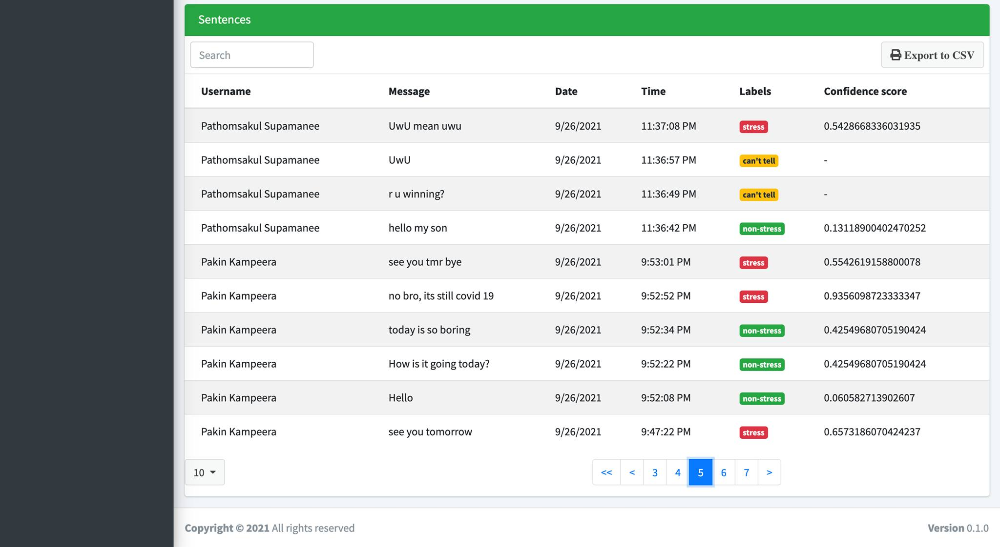 Sentences
Search
Export to CSV
Username Message Date Time Labels Confidence score
Pathomsakul Supamanee UwU mean uwu 9/26/2021 11:37:08 PM stress 0.5428668336031935
Pathomsakul Supamanee UwU 9/26/2021 11:36:57 PM can't tell -
Pathomsakul Supamanee r u winning? 9/26/2021 11:36:49 PM can't tell -
Pathomsakul Supamanee hello my son 9/26/2021 11:36:42 PM non-stress 0.13118900402470252
Pakin Kampeera see you tmr bye 9/26/2021 9:53:01 PM stress 0.5542619158800078
Pakin Kampeera no bro, its still covid 19 9/26/2021 9:52:52 PM stress 0.9356098723333347
Pakin Kampeera today is so boring 9/26/2021 9:52:34 PM non-stress 0.42549680705190424
Pakin Kampeera How is it going today? 9/26/2021 9:52:22 PM non-stress 0.42549680705190424
Pakin Kampeera Hello 9/26/2021 9:52:08 PM non-stress 0.060582713902607
Pakin Kampeera see you tomorrow 9/26/2021 9:47:22 PM stress 0.6573186070424237
10 << < 3 4 5 6 7 >
Copyright © 2021 All rights reserved Version 0.1.0